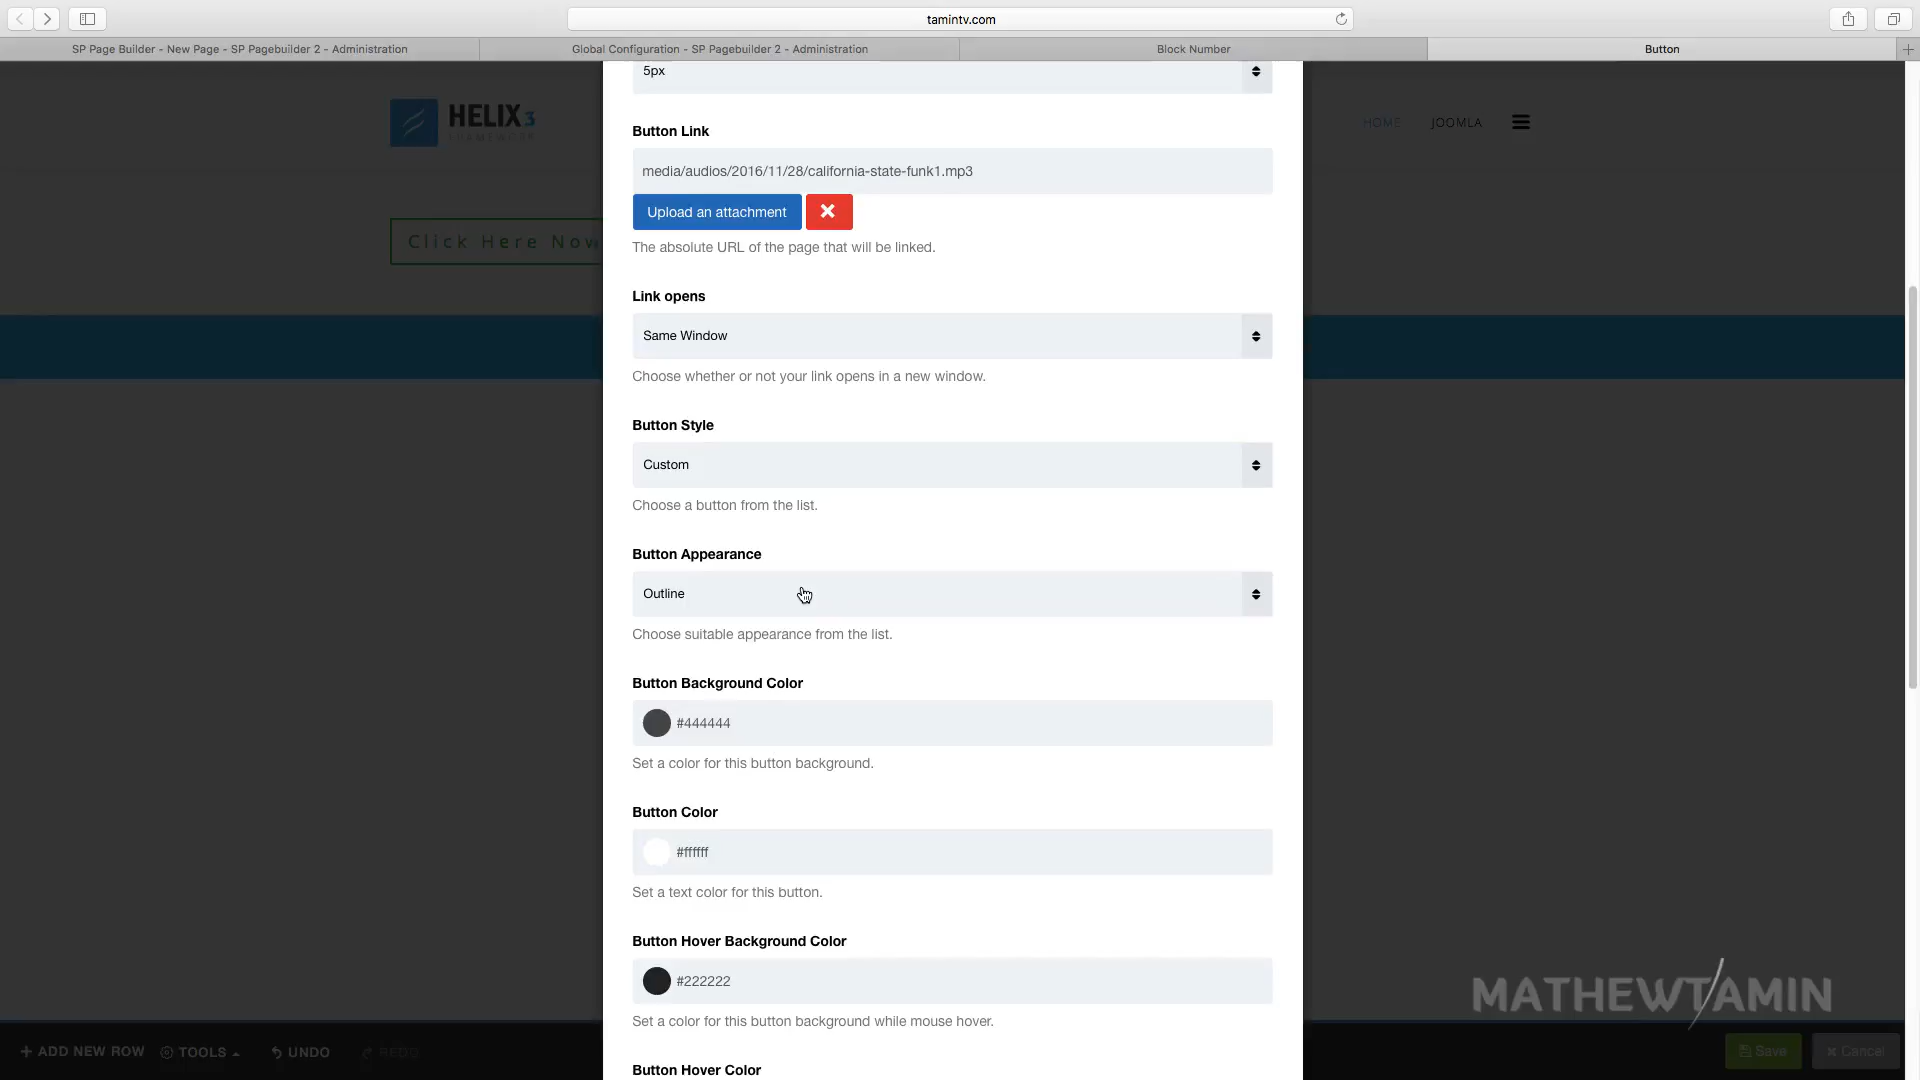 tamintv.com
SP Page Builder - New Page - SP Pagebuilder 2 - Administration
Global Configuration - SP Pagebuilder 2 - Administration
Block Number
Button
5px
HELIX3
FRAMEWORK
HOME
JOOMLA
Button Link
media/audios/2016/11/28/california-state-funk1.mp3
Upload an attachment
The absolute URL of the page that will be linked.
Click Here Now
Link opens
Same Window
Choose whether or not your link opens in a new window.
Button Style
Custom
Choose a button from the list.
Button Appearance
Outline
Choose suitable appearance from the list.
Button Background Color
#444444
Set a color for this button background.
Button Color
#ffffff
Set a text color for this button.
Button Hover Background Color
#222222
Set a color for this button background while mouse hover.
Button Hover Color
MATHEWTAMIN
ADD NEW ROW
TOOLS
UNDO
REDO
Save
Cancel